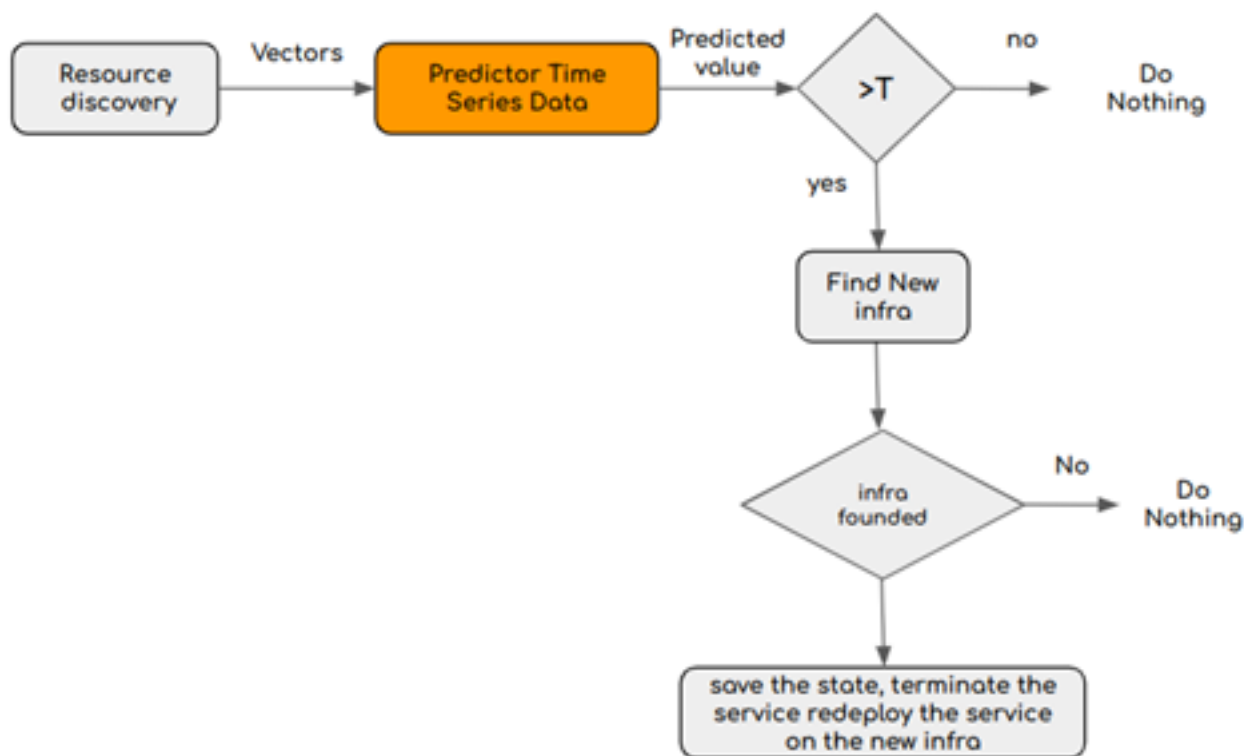 Resource
discovery
Vectors
Predictor Time
Series Data
Predicted
value
>T
no
Do
Nothing
yes
Find New
infra
infra
founded
No
Do
Nothing
save the state, terminate the
service redeploy the service
on the new infra